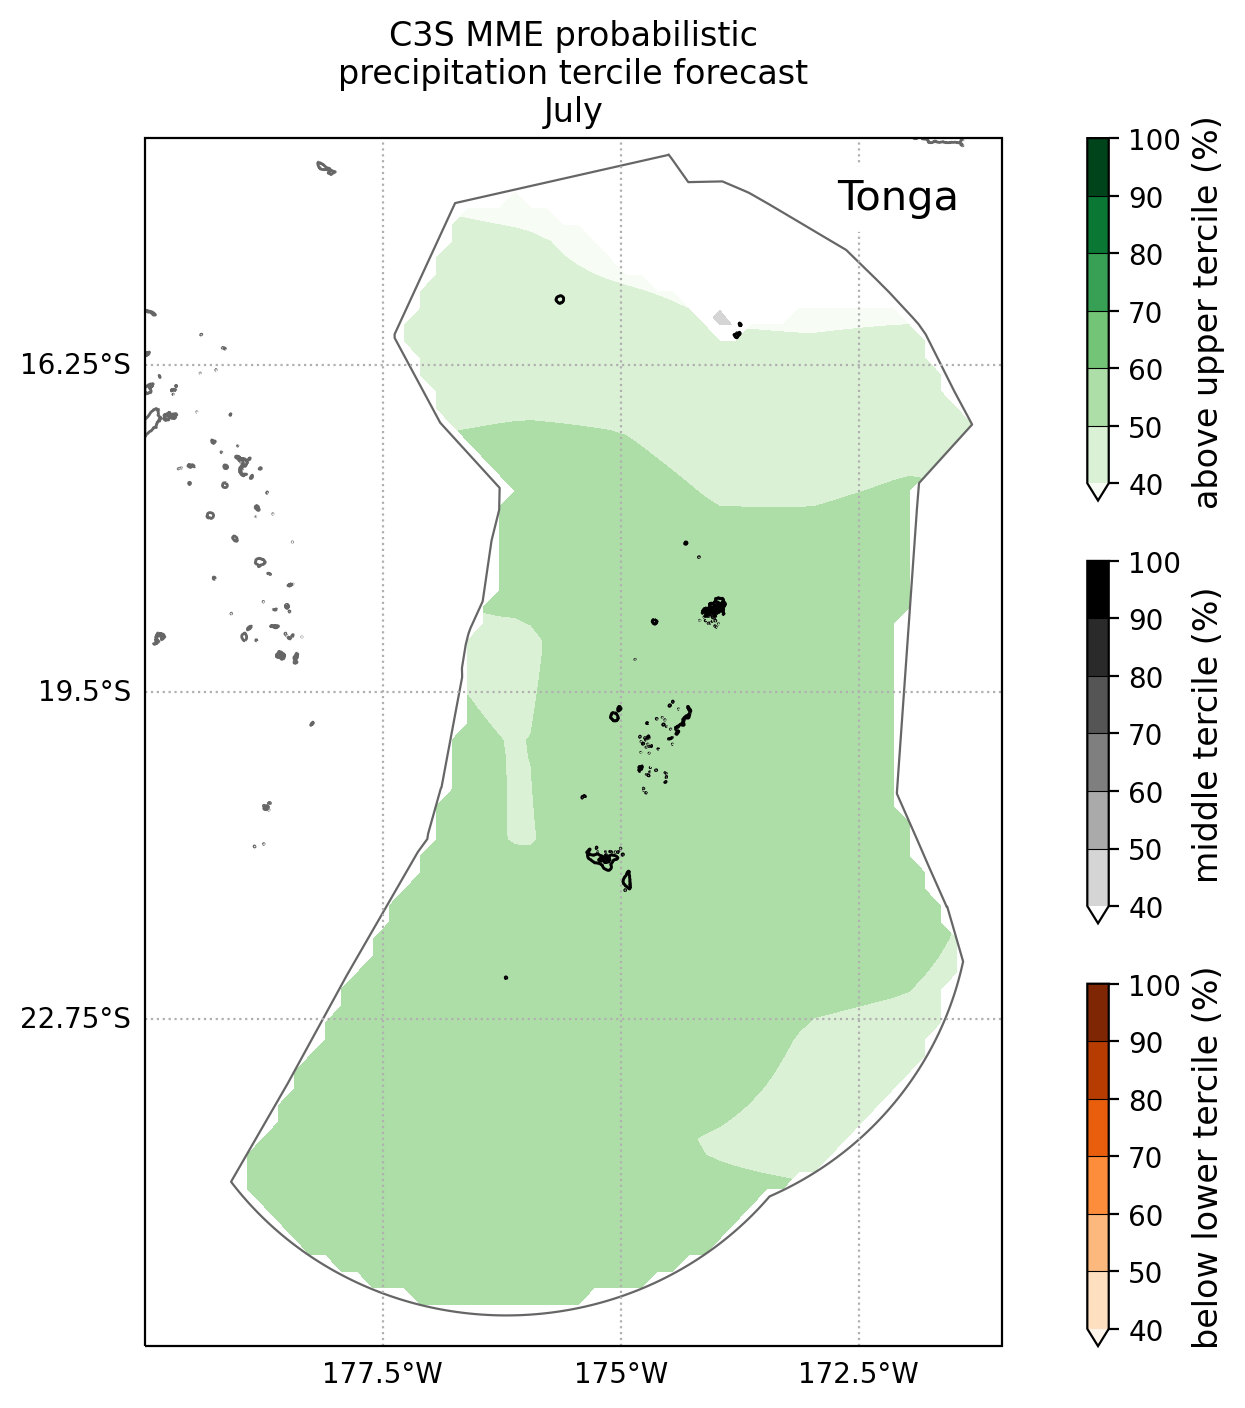 C3S MME probabilistic
precipitation tercile forecast
July
Tonga
16.25°S
19.5°S
22.75°S
177.5°W
175°W
172.5°W
100
90
80
70
60
50
40
above upper tercile (%)
100
90
80
70
60
50
40
middle tercile (%)
100
90
80
70
60
50
40
below lower tercile (%)